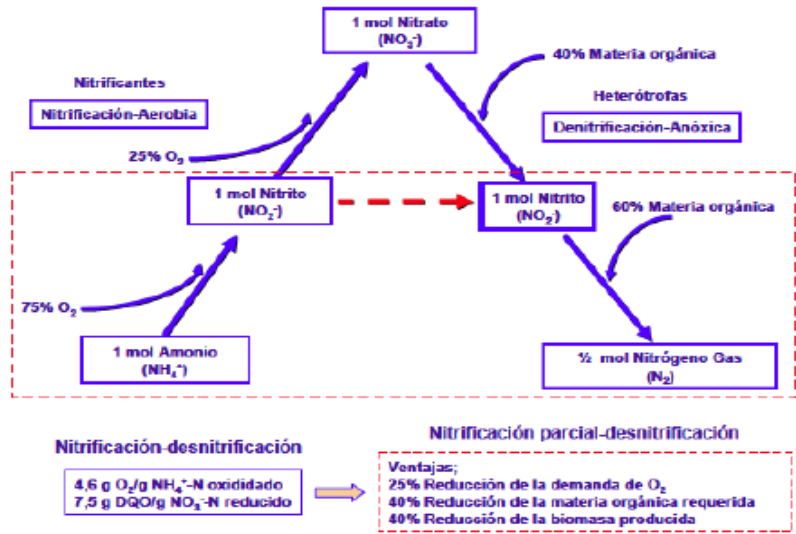 1 mol Nitrato
(NO3-)
40% Materia orgánica
Nitrificantes
Nitrificación-Aerobia
Heterótrofas
Denitrificación-Anóxica
25% O2
1 mol Nitrito
(NO2-)
1 mol Nitrito
(NO2-)
60% Materia orgánica
75% O2
1 mol Amonio
(NH4+)
½ mol Nitrógeno Gas
(N2)
Nitrificación-desnitrificación
4,6 g O2/g NH4+-N oxididado
7,5 g DQO/g NO3--N reducido
Nitrificación parcial-desnitrificación
Ventajas;
25% Reducción de la demanda de O2
40% Reducción de la materia orgánica requerida
40% Reducción de la biomasa producida